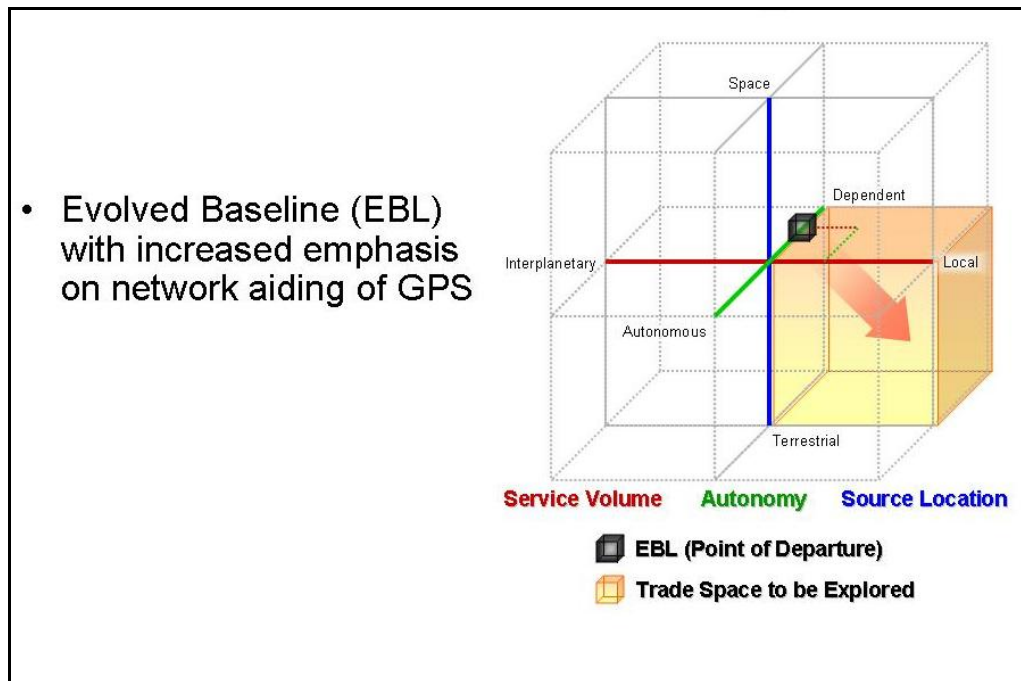 • Evolved Baseline (EBL)
with increased emphasis
on network aiding of GPS
Space
Dependent
Interplanetary
Local
Autonomous
Terrestrial
Service Volume Autonomy Source Location
EBL (Point of Departure)
Trade Space to be Explored